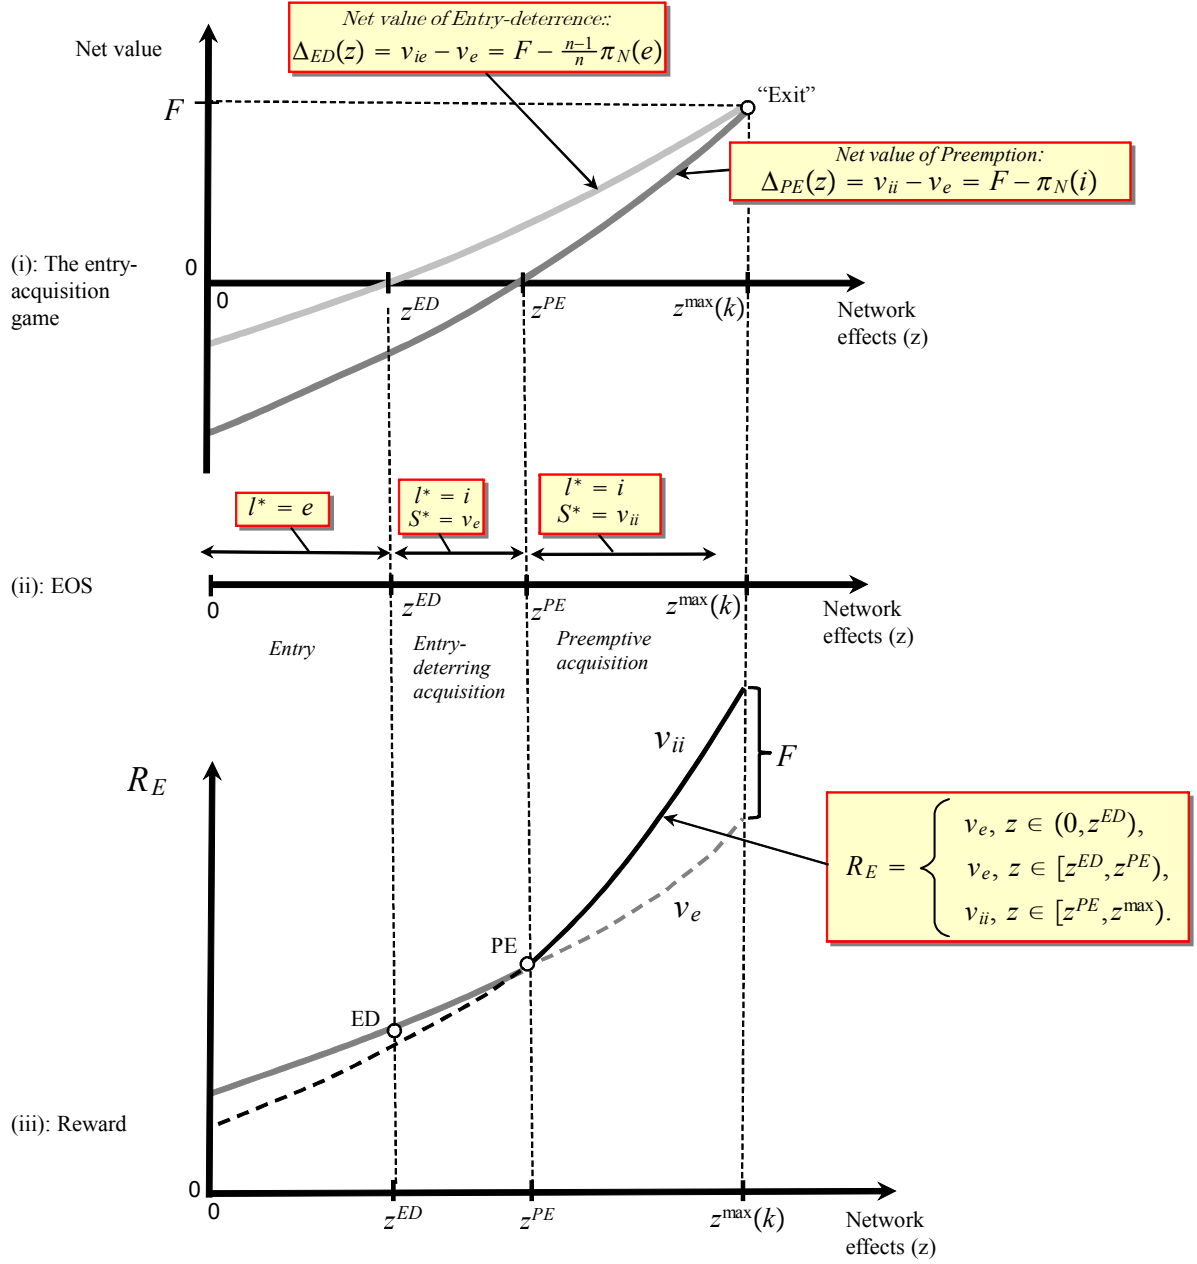 Net value of Entry-deterrence::
Δ_ED(z) = v_ie − v_e = F − (n−1)/n π_N(e)
Net value
F
"Exit"
Net value of Preemption:
Δ_PE(z) = v_ii − v_e = F − π_N(i)
(i): The entry-
acquisition
game
0
0
z^ED
z^PE
z^max(k)
Network
effects (z)
l* = e
l* = i
S* = v_e
l* = i
S* = v_ii
(ii): EOS
0
z^ED
z^PE
z^max(k)
Network
effects (z)
Entry
Entry-
deterring
acquisition
Preemptive
acquisition
R_E
v_ii
F
v_e
R_E =
v_e, z ∈ (0, z^ED),
v_e, z ∈ [z^ED, z^PE),
v_ii, z ∈ [z^PE, z^max).
PE
ED
(iii): Reward
0
0
z^ED
z^PE
z^max(k)
Network
effects (z)